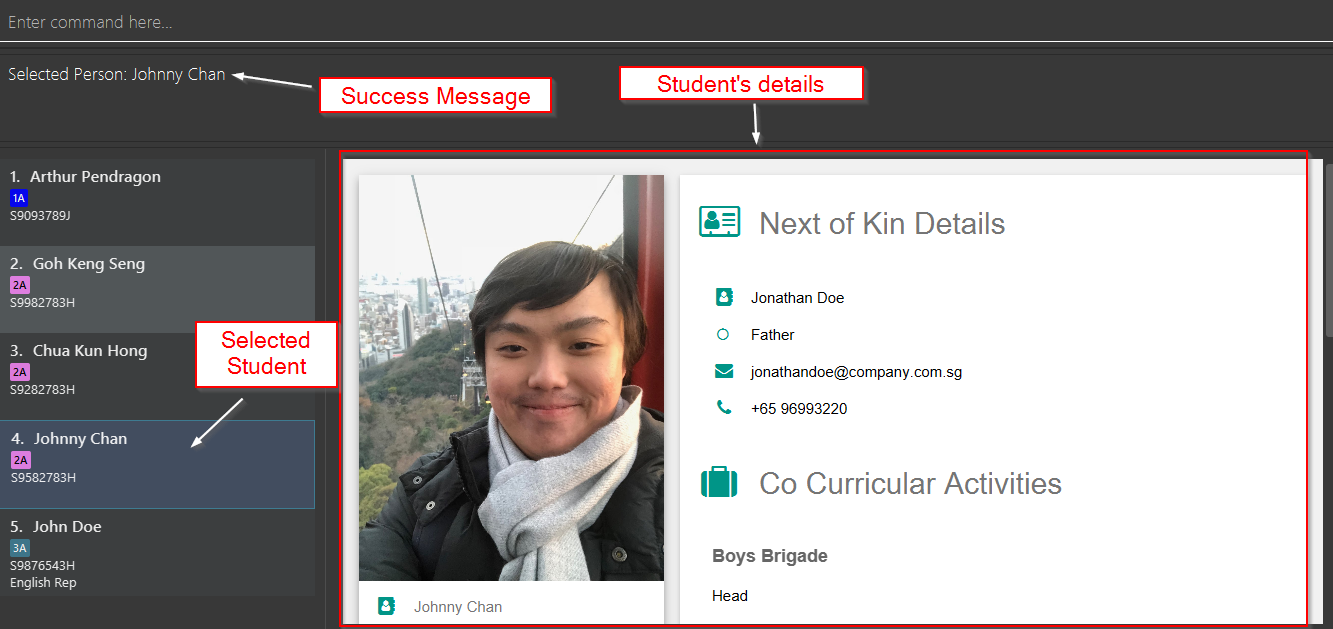 Enter command here...
Selected Person: Johnny Chan
Success Message
Student's details
1. Arthur Pendragon
1A
S9093789J
2. Goh Keng Seng
2A
S9982783H
3. Chua Kun Hong
2A
S9282783H
Selected
Student
4. Johnny Chan
2A
S9582783H
5. John Doe
3A
S9876543H
English Rep
Johnny Chan
Next of Kin Details
Jonathan Doe
Father
jonathandoe@company.com.sg
+65 96993220
Co Curricular Activities
Boys Brigade
Head